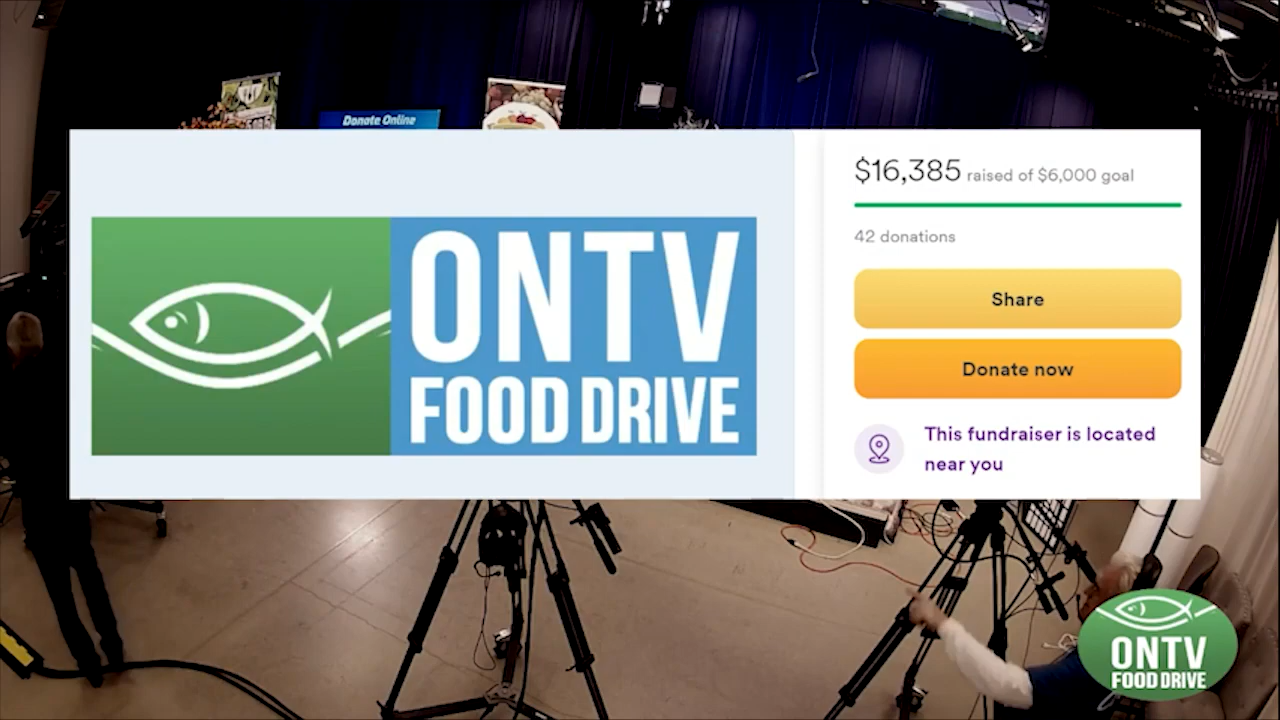 Donate Online
$16,385 raised of $6,000 goal
42 donations
ONTV
FOOD DRIVE
Share
Donate now
This fundraiser is located
near you
ONTV
FOOD DRIVE